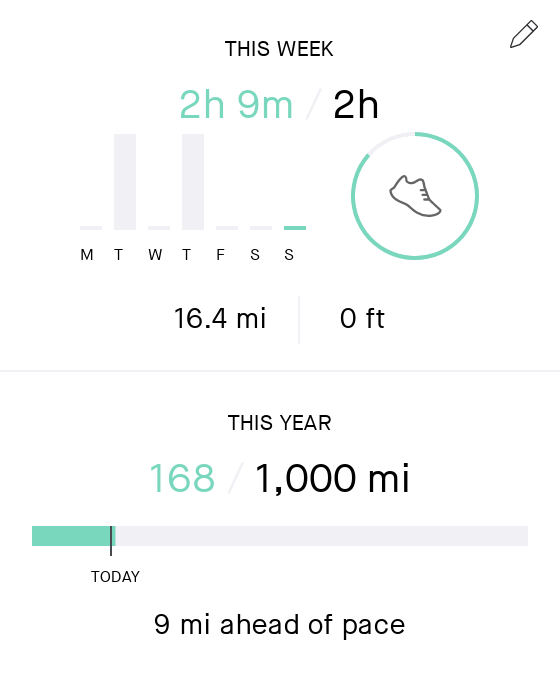 THIS WEEK
2h 9m / 2h
M T W T F S S
16.4 mi | 0 ft
THIS YEAR
168 / 1,000 mi
TODAY
9 mi ahead of pace